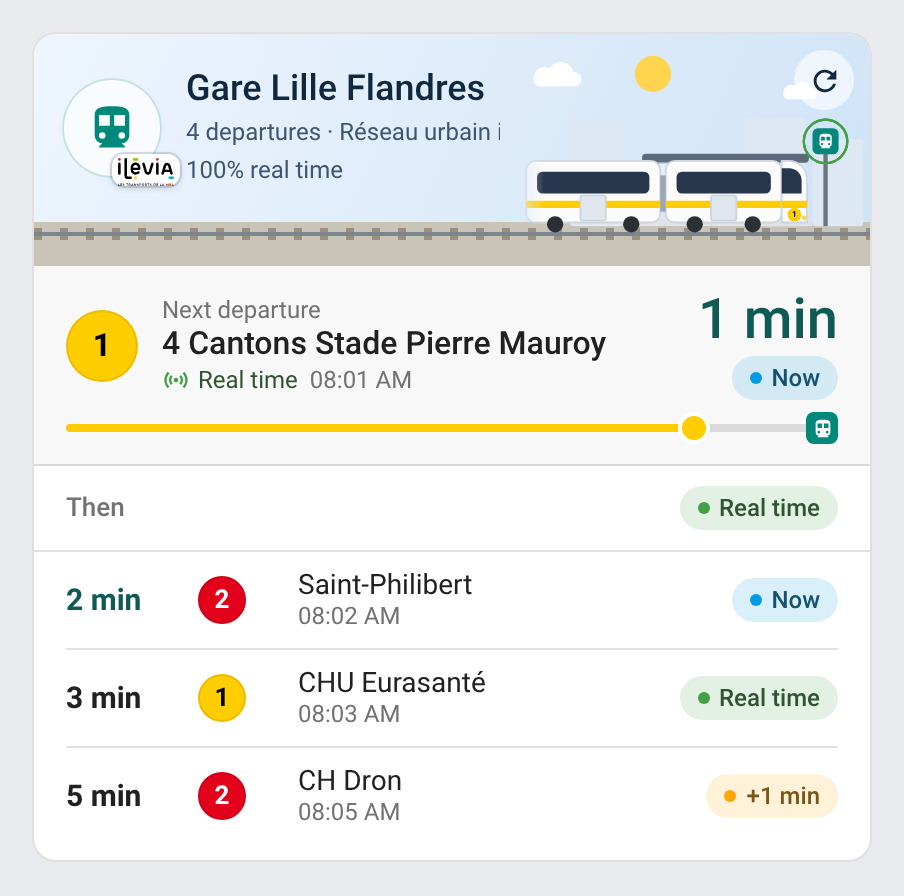 Gare Lille Flandres
4 departures · Réseau urbain i
100% real time
ilévia
1
1
Next departure
4 Cantons Stade Pierre Mauroy
Real time 08:01 AM
1 min
Now
Then
Real time
2 min
2
Saint-Philibert
08:02 AM
Now
3 min
1
CHU Eurasanté
08:03 AM
Real time
5 min
2
CH Dron
08:05 AM
+1 min